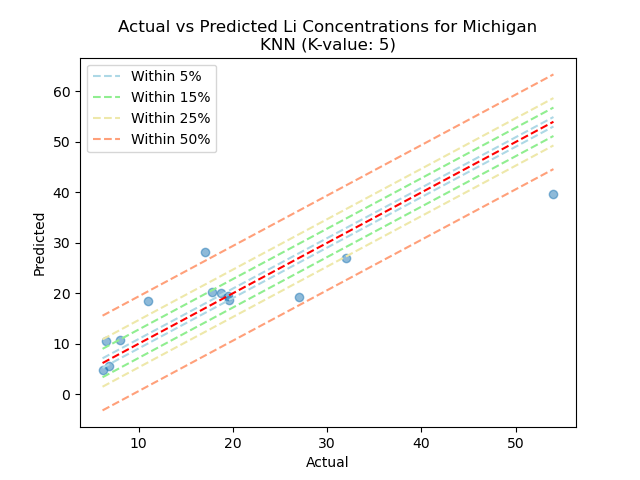 Actual vs Predicted Li Concentrations for Michigan
KNN (K-value: 5)
Within 5%
Within 15%
Within 25%
Within 50%
60
50
40
30
20
10
0
Predicted
10
20
30
40
50
Actual